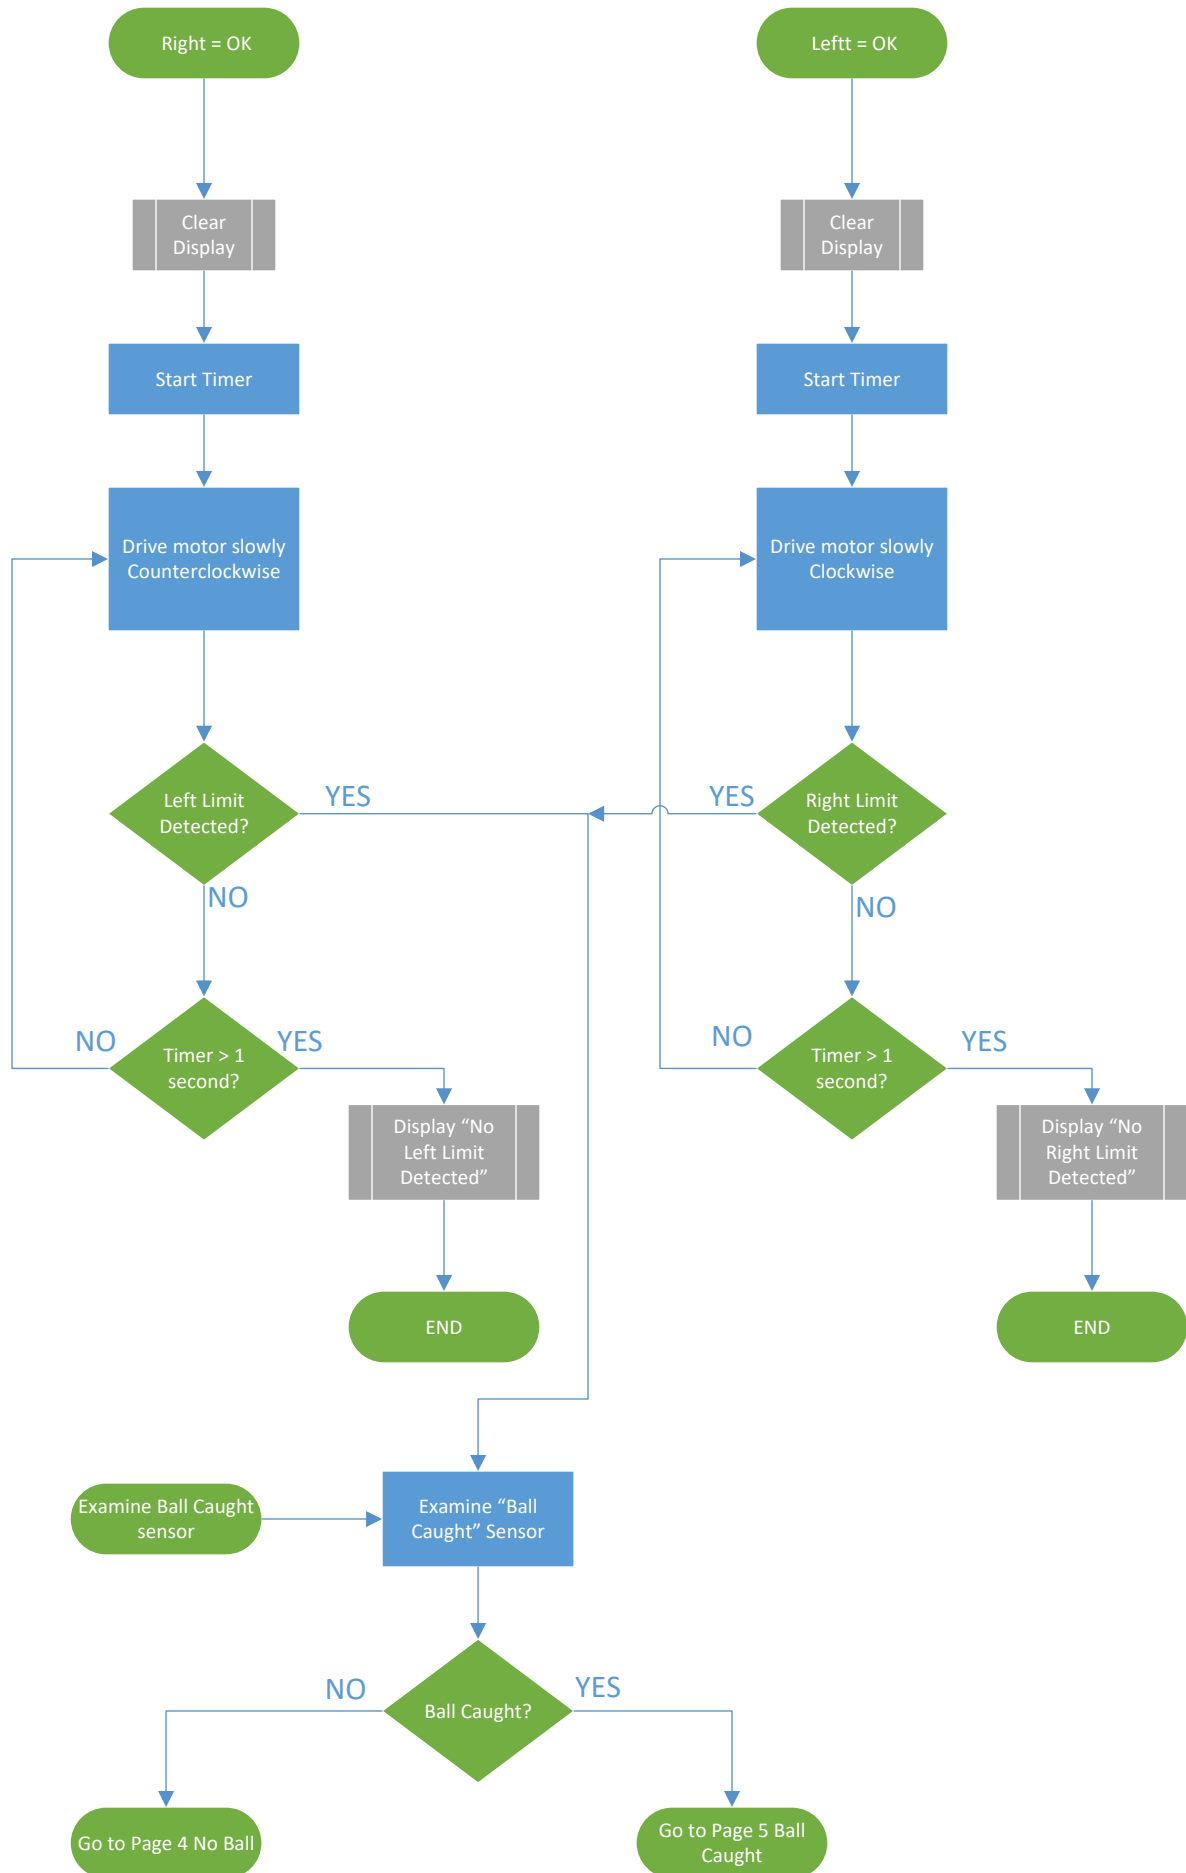 Right = OK
Leftt = OK
Clear
Display
Clear
Display
Start Timer
Start Timer
Drive motor slowly
Counterclockwise
Drive motor slowly
Clockwise
Left Limit
Detected?
YES
YES
Right Limit
Detected?
NO
NO
NO
Timer > 1
second?
YES
NO
Timer > 1
second?
YES
Display “No
Left Limit
Detected”
Display “No
Right Limit
Detected”
END
END
Examine Ball Caught
sensor
Examine “Ball
Caught” Sensor
NO
Ball Caught?
YES
Go to Page 4 No Ball
Go to Page 5 Ball
Caught